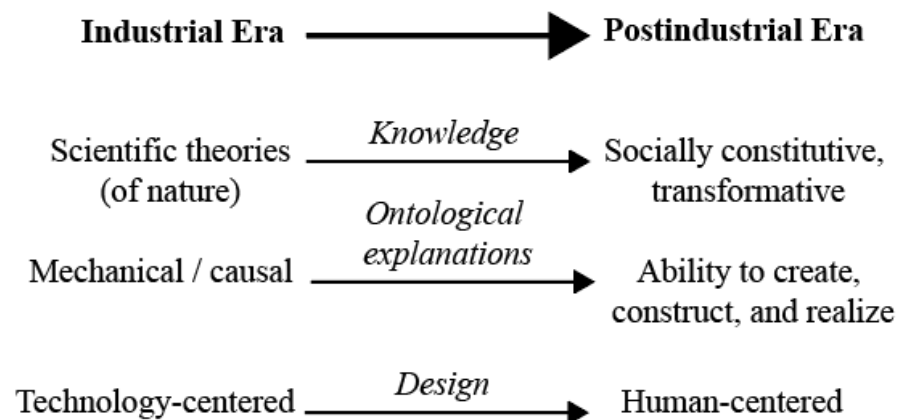 Industrial Era
Postindustrial Era
Scientific theories
(of nature)
Knowledge
Socially constitutive,
transformative
Mechanical / causal
Ontological
explanations
Ability to create,
construct, and realize
Technology-centered
Design
Human-centered